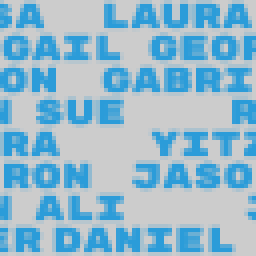 SA LAURA
GAIL GEOR
ON GABRI
N SUE R
RA YITZ
RON JASO
N ALI J
ER DANIEL